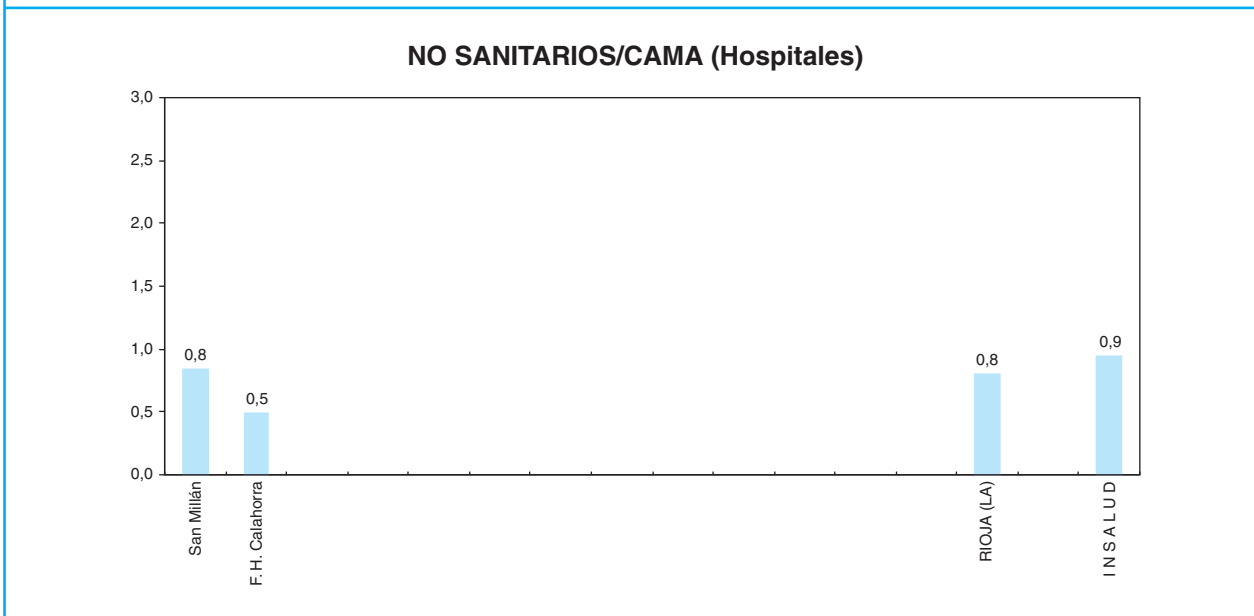 NO SANITARIOS/CAMA (Hospitales)
3,0
2,5
2,0
1,5
1,0
0,5
0,0
0,8
0,5
0,8
0,9
San Millán
F. H. Calahorra
RIOJA (LA)
I N S A L U D